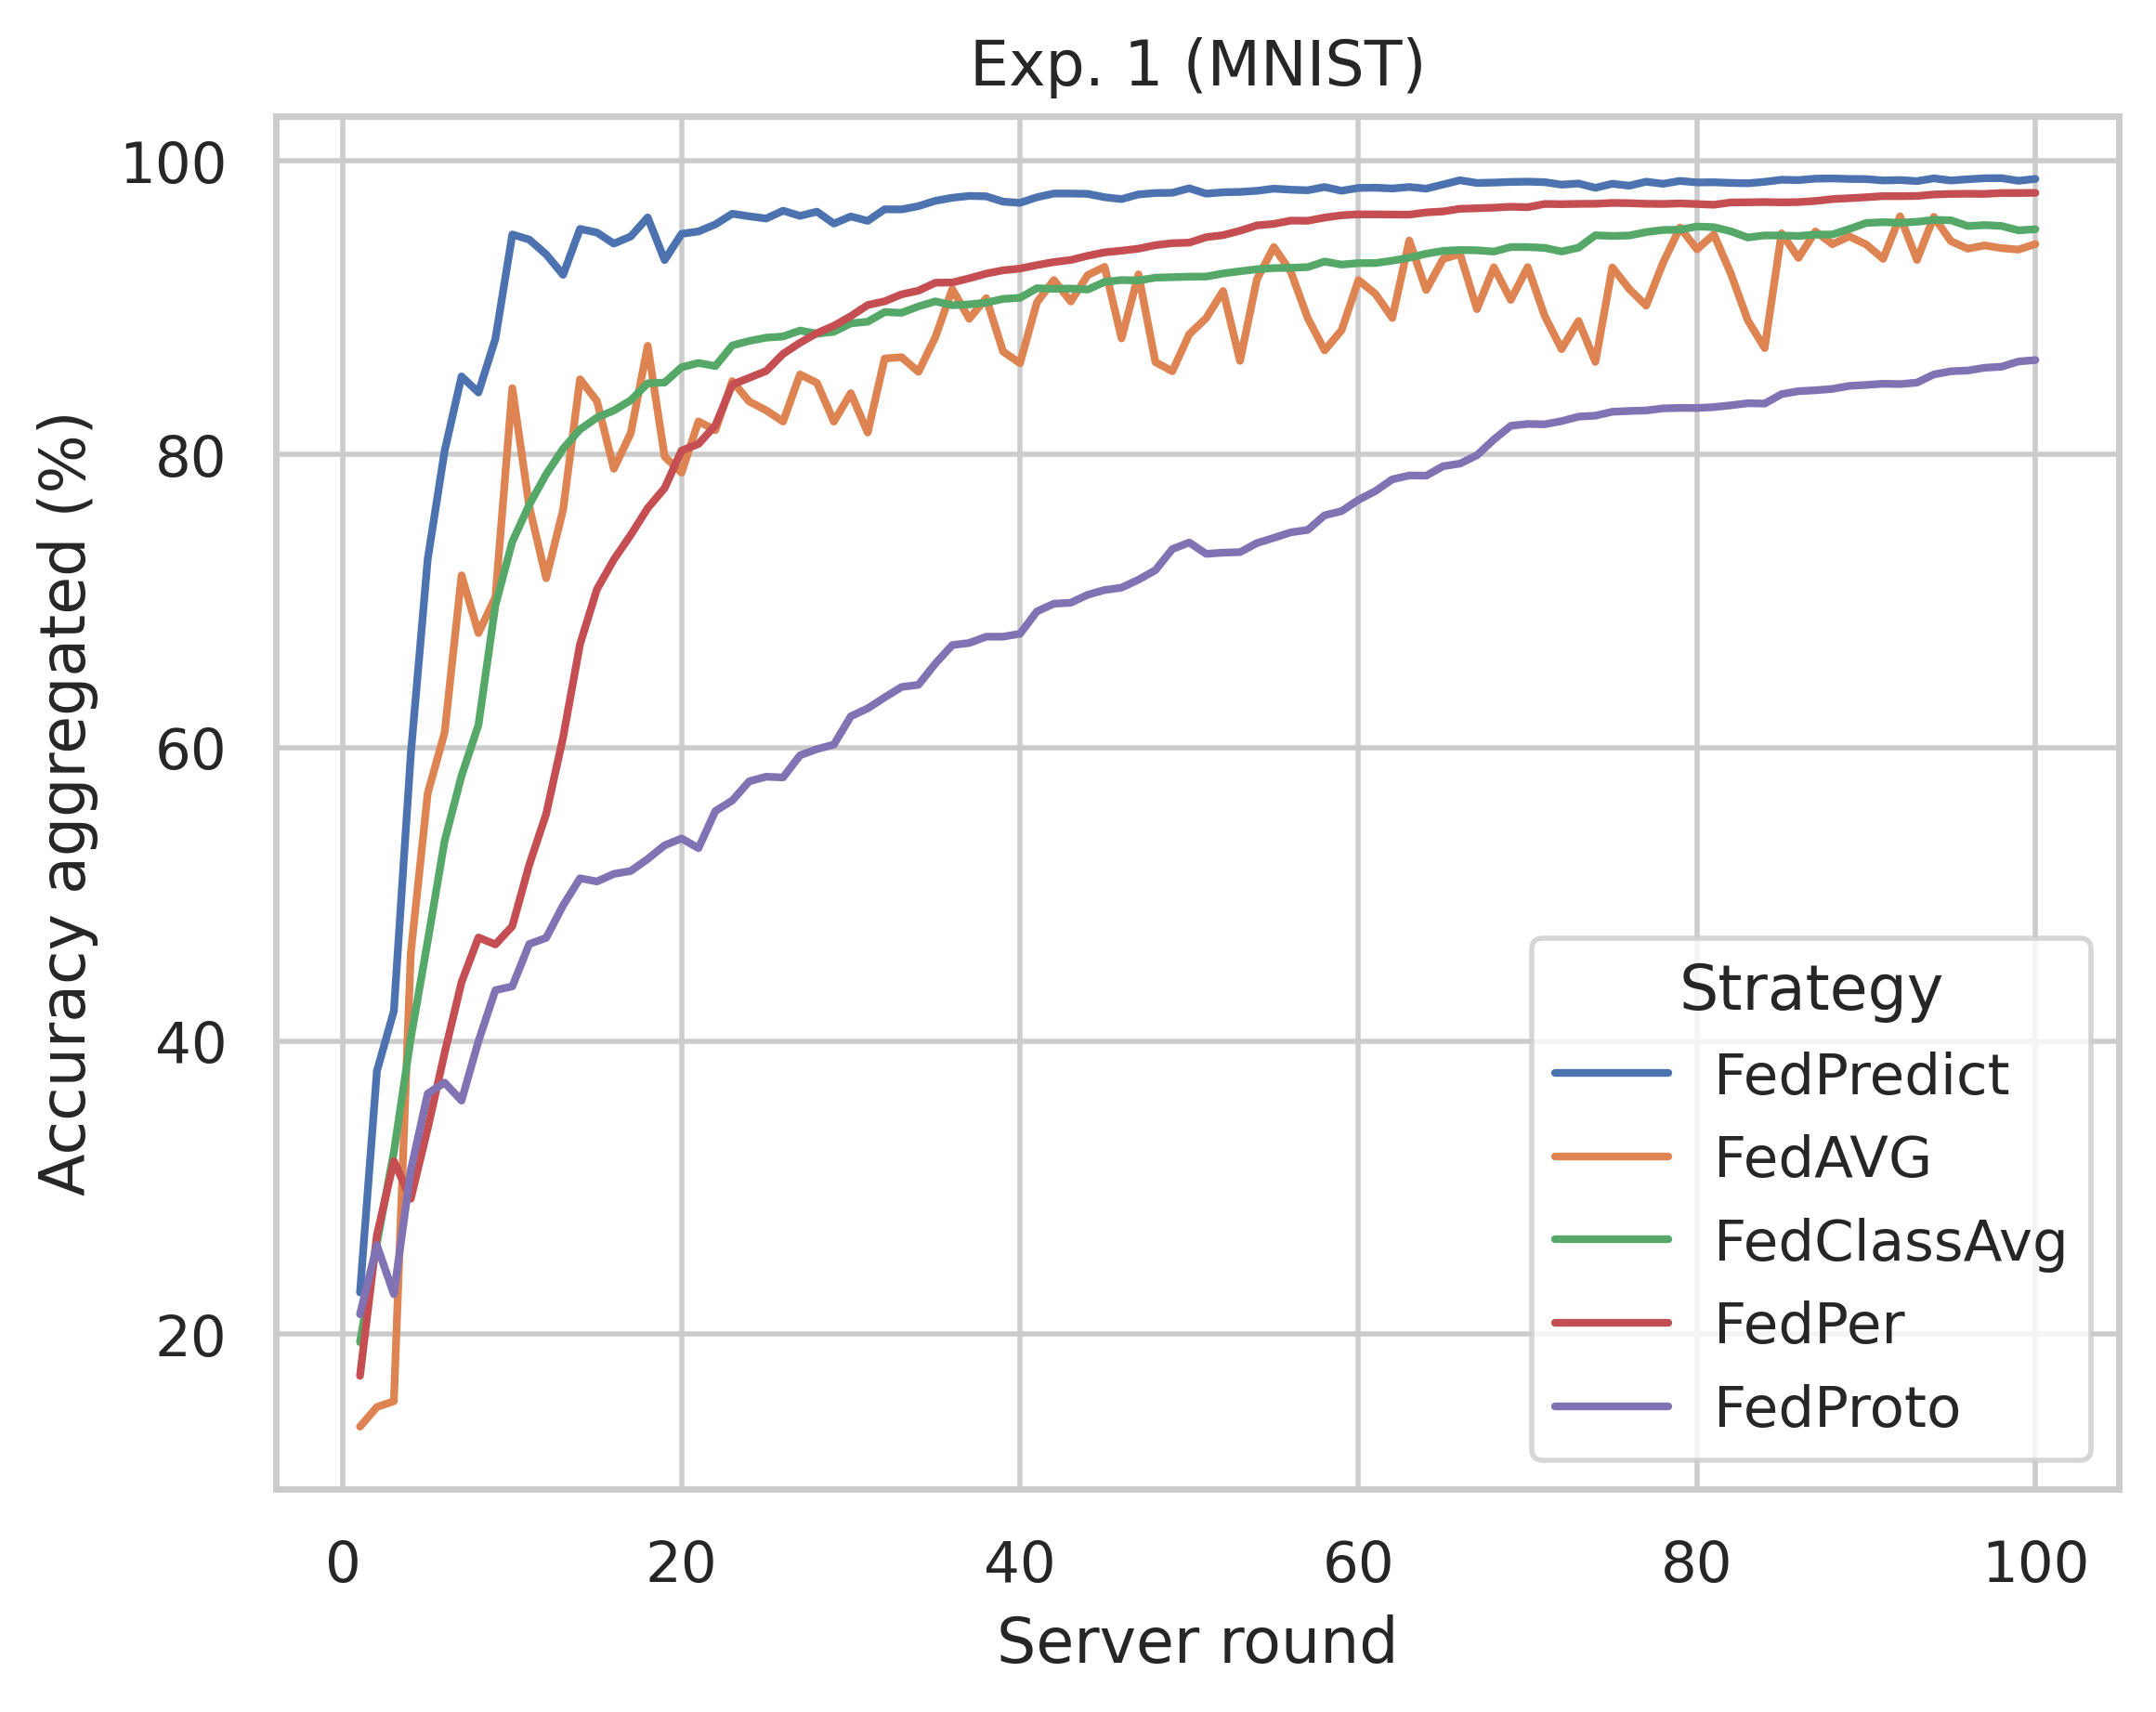 Exp. 1 (MNIST)
Accuracy aggregated (%)
100
80
60
40
20
0
20
40
60
80
100
Server round
Strategy
FedPredict
FedAVG
FedClassAvg
FedPer
FedProto